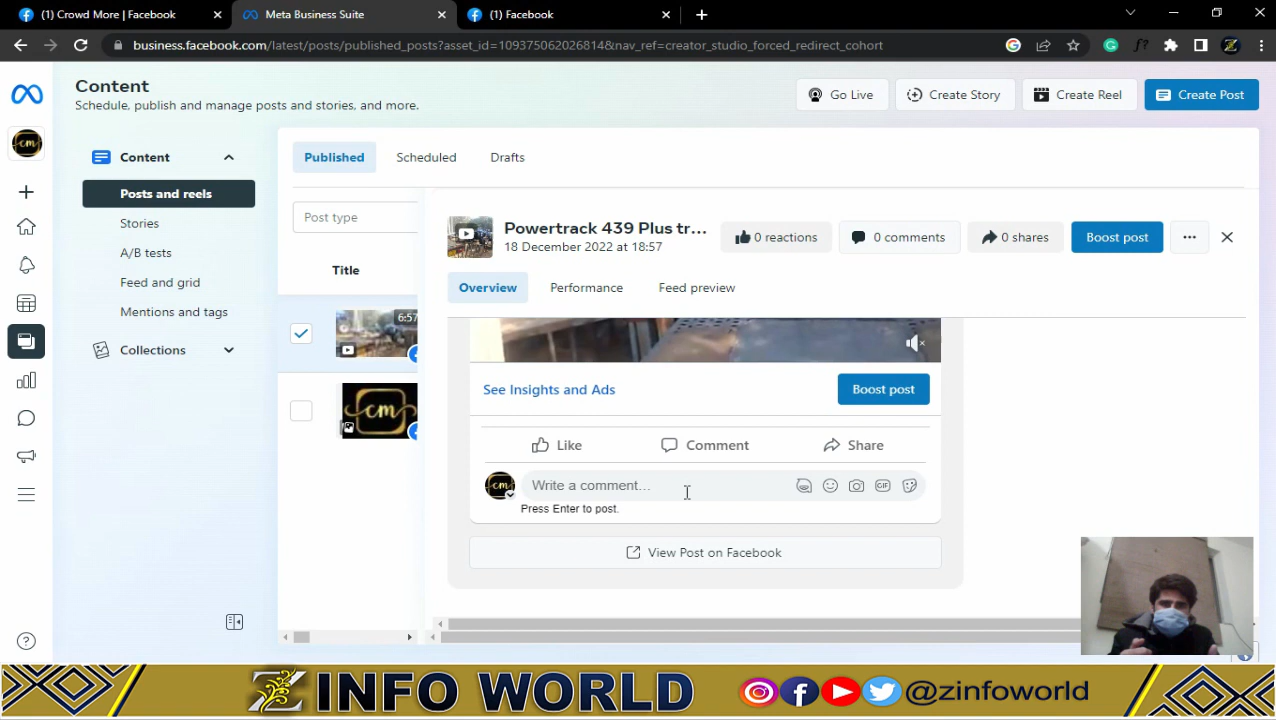 (1) Crowd More | Facebook
Meta Business Suite
(1) Facebook
business.facebook.com/latest/posts/published_posts?asset_id=109375062026814&nav_ref=creator_studio_forced_redirect_cohort
Content
Schedule, publish and manage posts and stories, and more.
Go Live
Create Story
Create Reel
Create Post
cm
Content
Posts and reels
Stories
A/B tests
Feed and grid
Mentions and tags
Collections
Published
Scheduled
Drafts
Post type
Title
6:57
cm
Powertrack 439 Plus tr...
18 December 2022 at 18:57
0 reactions
0 comments
0 shares
Boost post
Overview
Performance
Feed preview
See Insights and Ads
Boost post
Like
Comment
Share
cm
Write a comment...
GIF
Press Enter to post.
View Post on Facebook
Z INFO WORLD
@zinfoworld